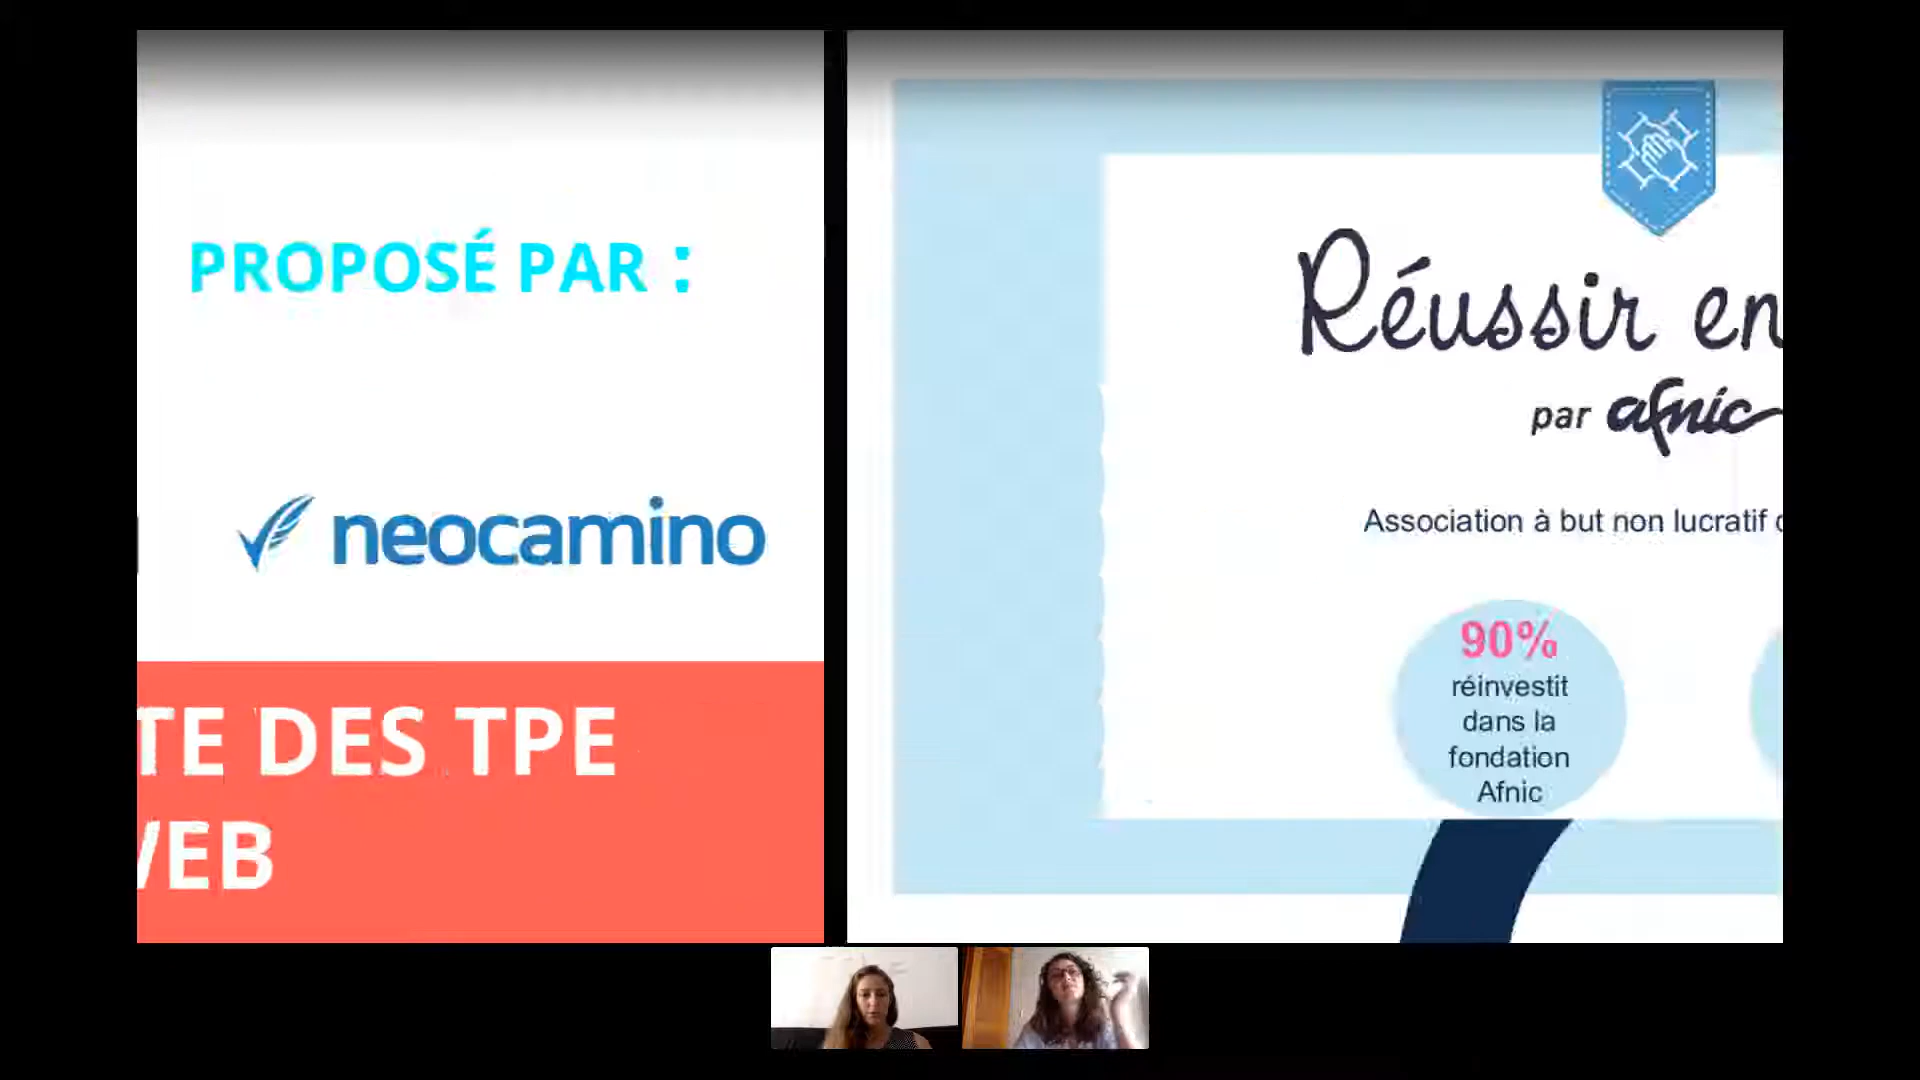 PROPOSÉ PAR :
neocamino
TE DES TPE
WEB
Réussir en
par afnic
Association à but non lucratif
90%
réinvestit
dans la
fondation
Afnic